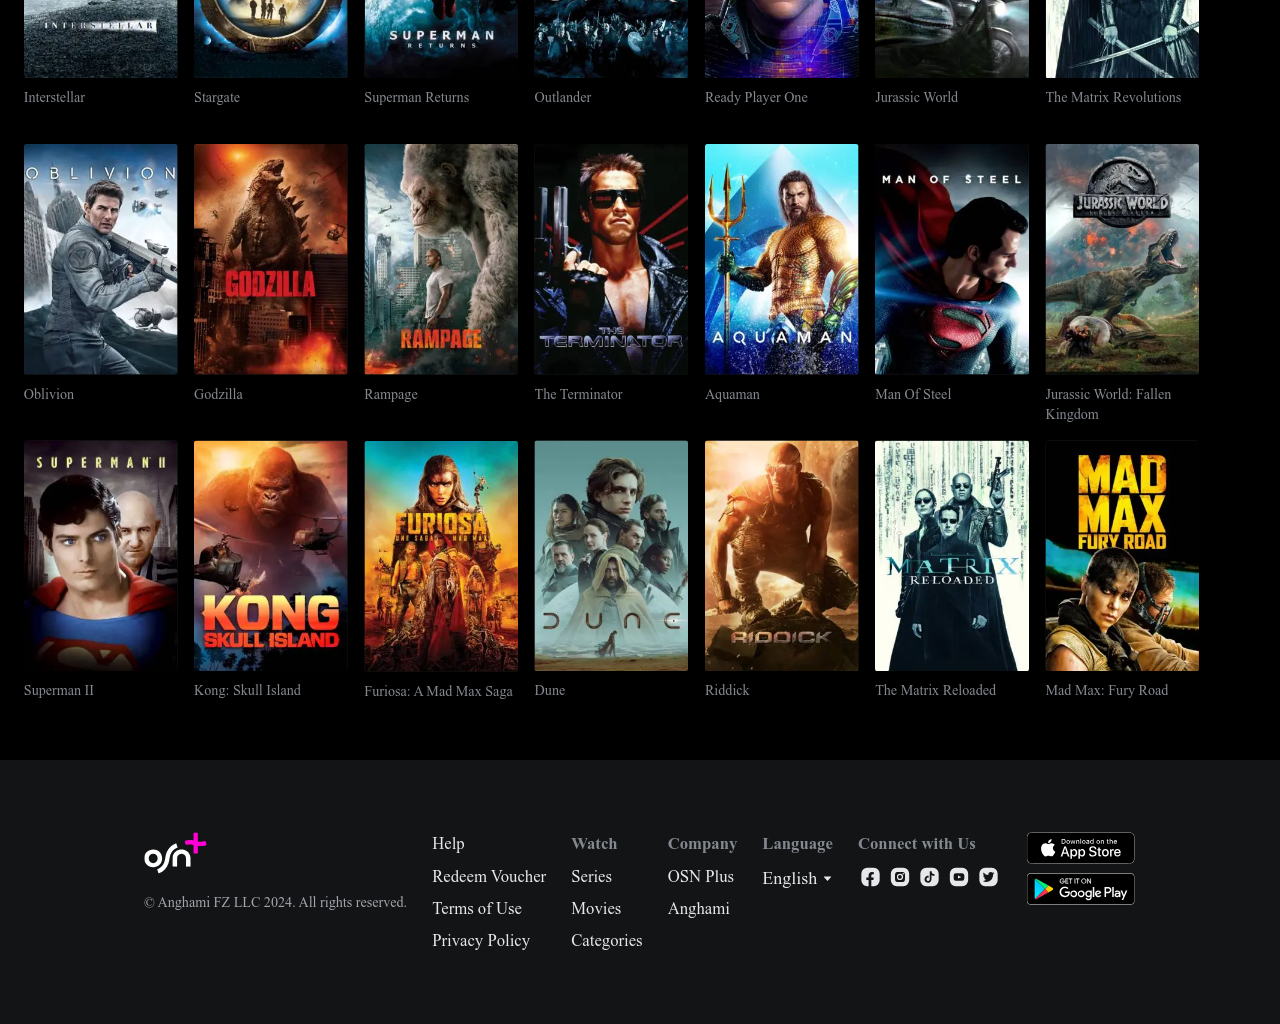 INTERSTELLAR
SUPERMAN
RETURNS
Interstellar
Stargate
Superman Returns
Outlander
Ready Player One
Jurassic World
The Matrix Revolutions
OBLIVION
GODZILLA
RAMPAGE
THE
TERMINATOR
AQUAMAN
MAN OF STEEL
JURASSIC WORLD
Oblivion
Godzilla
Rampage
The Terminator
Aquaman
Man Of Steel
Jurassic World: Fallen
Kingdom
SUPERMAN II
KONG
SKULL ISLAND
FURIOSA
A MAD MAX SAGA
DUNE
RIDDICK
MATRIX
RELOADED
MAD
MAX
FURY ROAD
Superman II
Kong: Skull Island
Furiosa: A Mad Max Saga
Dune
Riddick
The Matrix Reloaded
Mad Max: Fury Road
osn+
© Anghami FZ LLC 2024. All rights reserved.
Help
Redeem Voucher
Terms of Use
Privacy Policy
Watch
Series
Movies
Categories
Company
OSN Plus
Anghami
Language
English
Connect with Us
Download on the
App Store
GET IT ON
Google Play